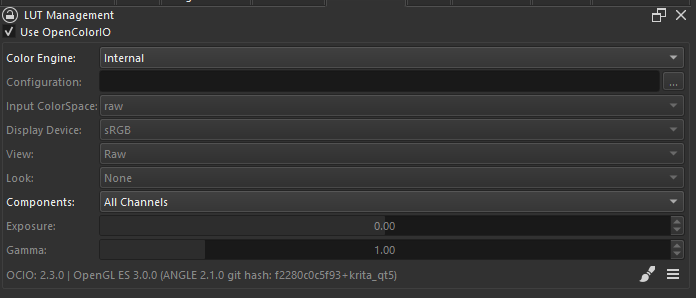 LUT Management
Use OpenColorIO
Color Engine: Internal
Configuration: ...
Input ColorSpace: raw
Display Device: sRGB
View: Raw
Look: None
Components: All Channels
Exposure: 0.00
Gamma: 1.00
OCIO: 2.3.0 | OpenGL ES 3.0.0 (ANGLE 2.1.0 git hash: f2280c0c5f93+krita_qt5)